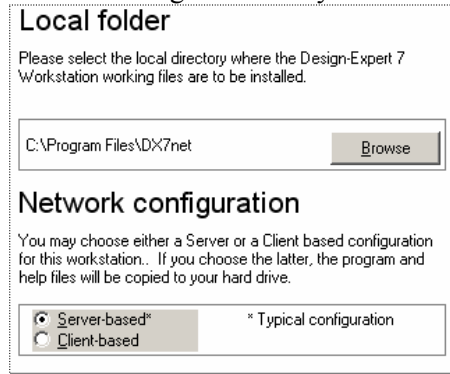 Local folder
Please select the local directory where the Design-Expert 7
Workstation working files are to be installed.
C:\Program Files\DX7net
Browse
Network configuration
You may choose either a Server or a Client based configuration
for this workstation.. If you choose the latter, the program and
help files will be copied to your hard drive.
Server-based* * Typical configuration
Client-based